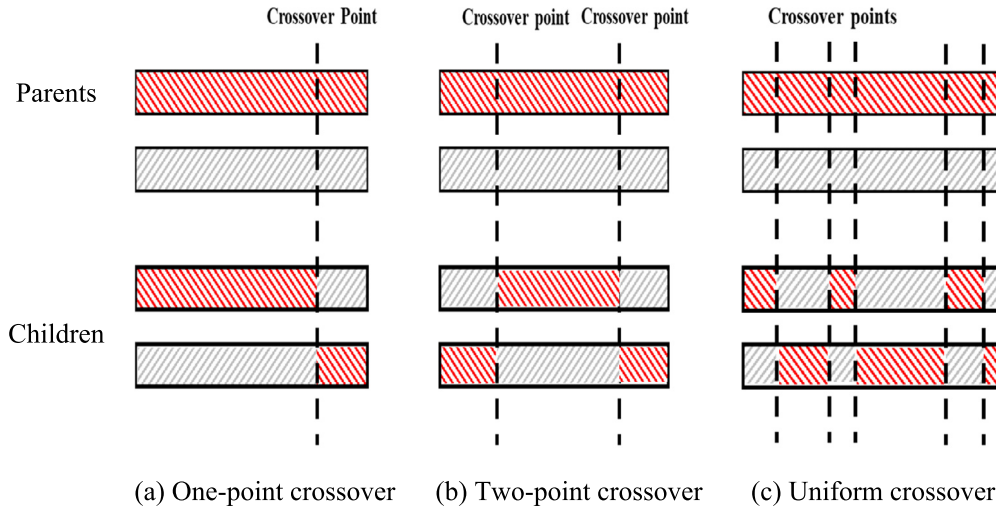 Crossover Point
Crossover point
Crossover point
Crossover points
Parents
Children
(a) One-point crossover
(b) Two-point crossover
(c) Uniform crossover